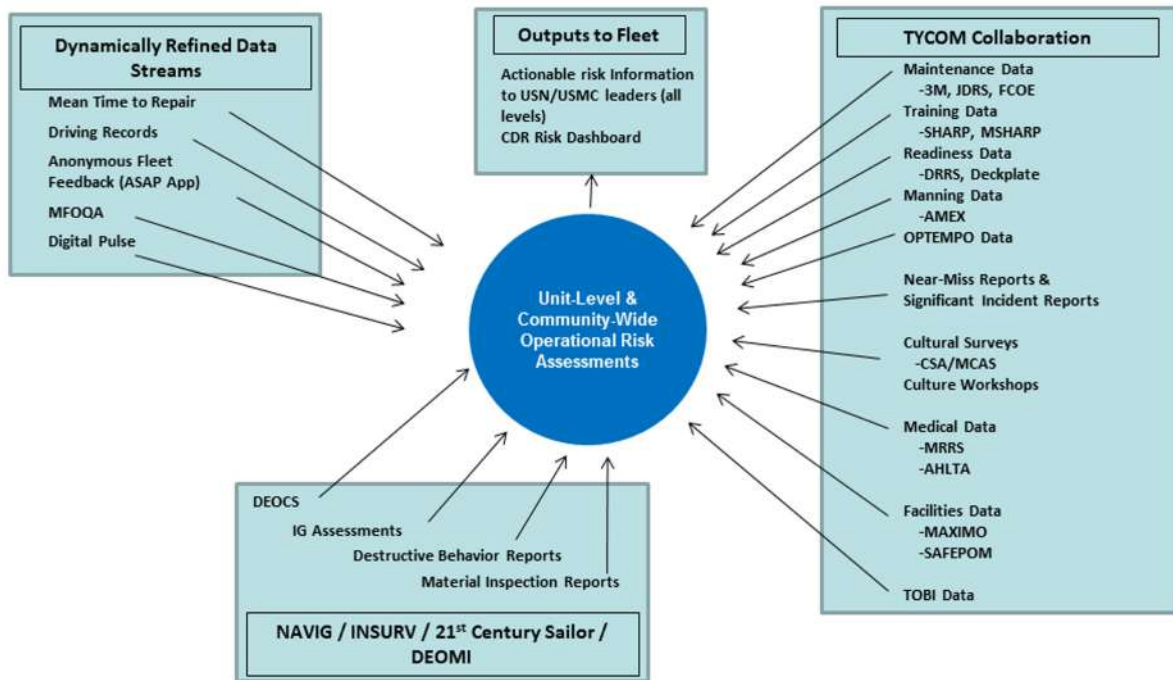 Dynamically Refined Data
Streams
Mean Time to Repair
Driving Records
Anonymous Fleet
Feedback (ASAP App)
MFOQA
Digital Pulse
Outputs to Fleet
Actionable risk Information
to USN/USMC leaders (all
levels)
CDR Risk Dashboard
TYCOM Collaboration
Maintenance Data
-3M, JDRS, FCOE
Training Data
-SHARP, MSHARP
Readiness Data
-DRRS, Deckplate
Manning Data
-AMEX
OPTEMPO Data
Near-Miss Reports &
Significant Incident Reports
Cultural Surveys
-CSA/MCAS
Culture Workshops
Medical Data
-MRRS
-AHLTA
Facilities Data
-MAXIMO
-SAFEPOM
TOBI Data
Unit-Level &
Community-Wide
Operational Risk
Assessments
DEOCS
IG Assessments
Destructive Behavior Reports
Material Inspection Reports
NAVIG / INSURV / 21st Century Sailor /
DEOMI